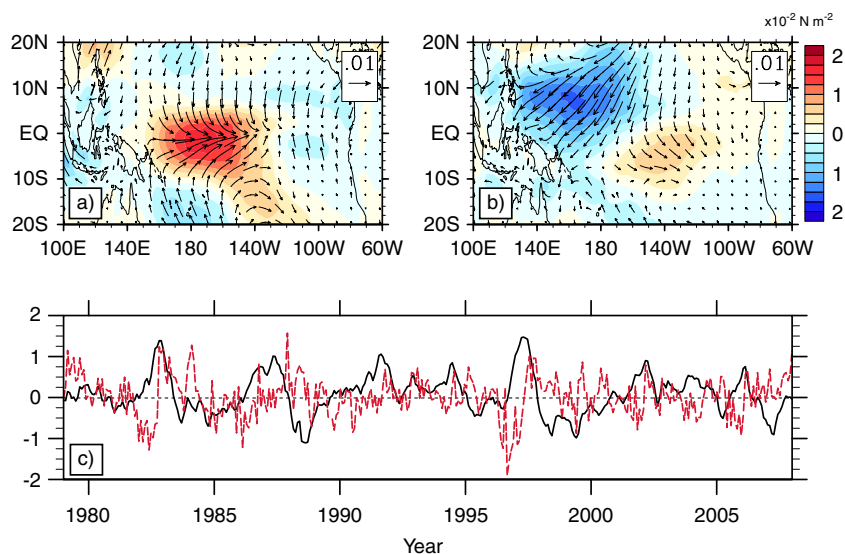 x10⁻² N m⁻²
20N
10N
EQ
10S
20S
.01
a)
100E 140E 180 140W 100W 60W
20N
10N
EQ
10S
20S
.01
b)
100E 140E 180 140W 100W 60W
2
1
0
1
2
2
1
0
-1
-2
c)
1980 1985 1990 1995 2000 2005
Year